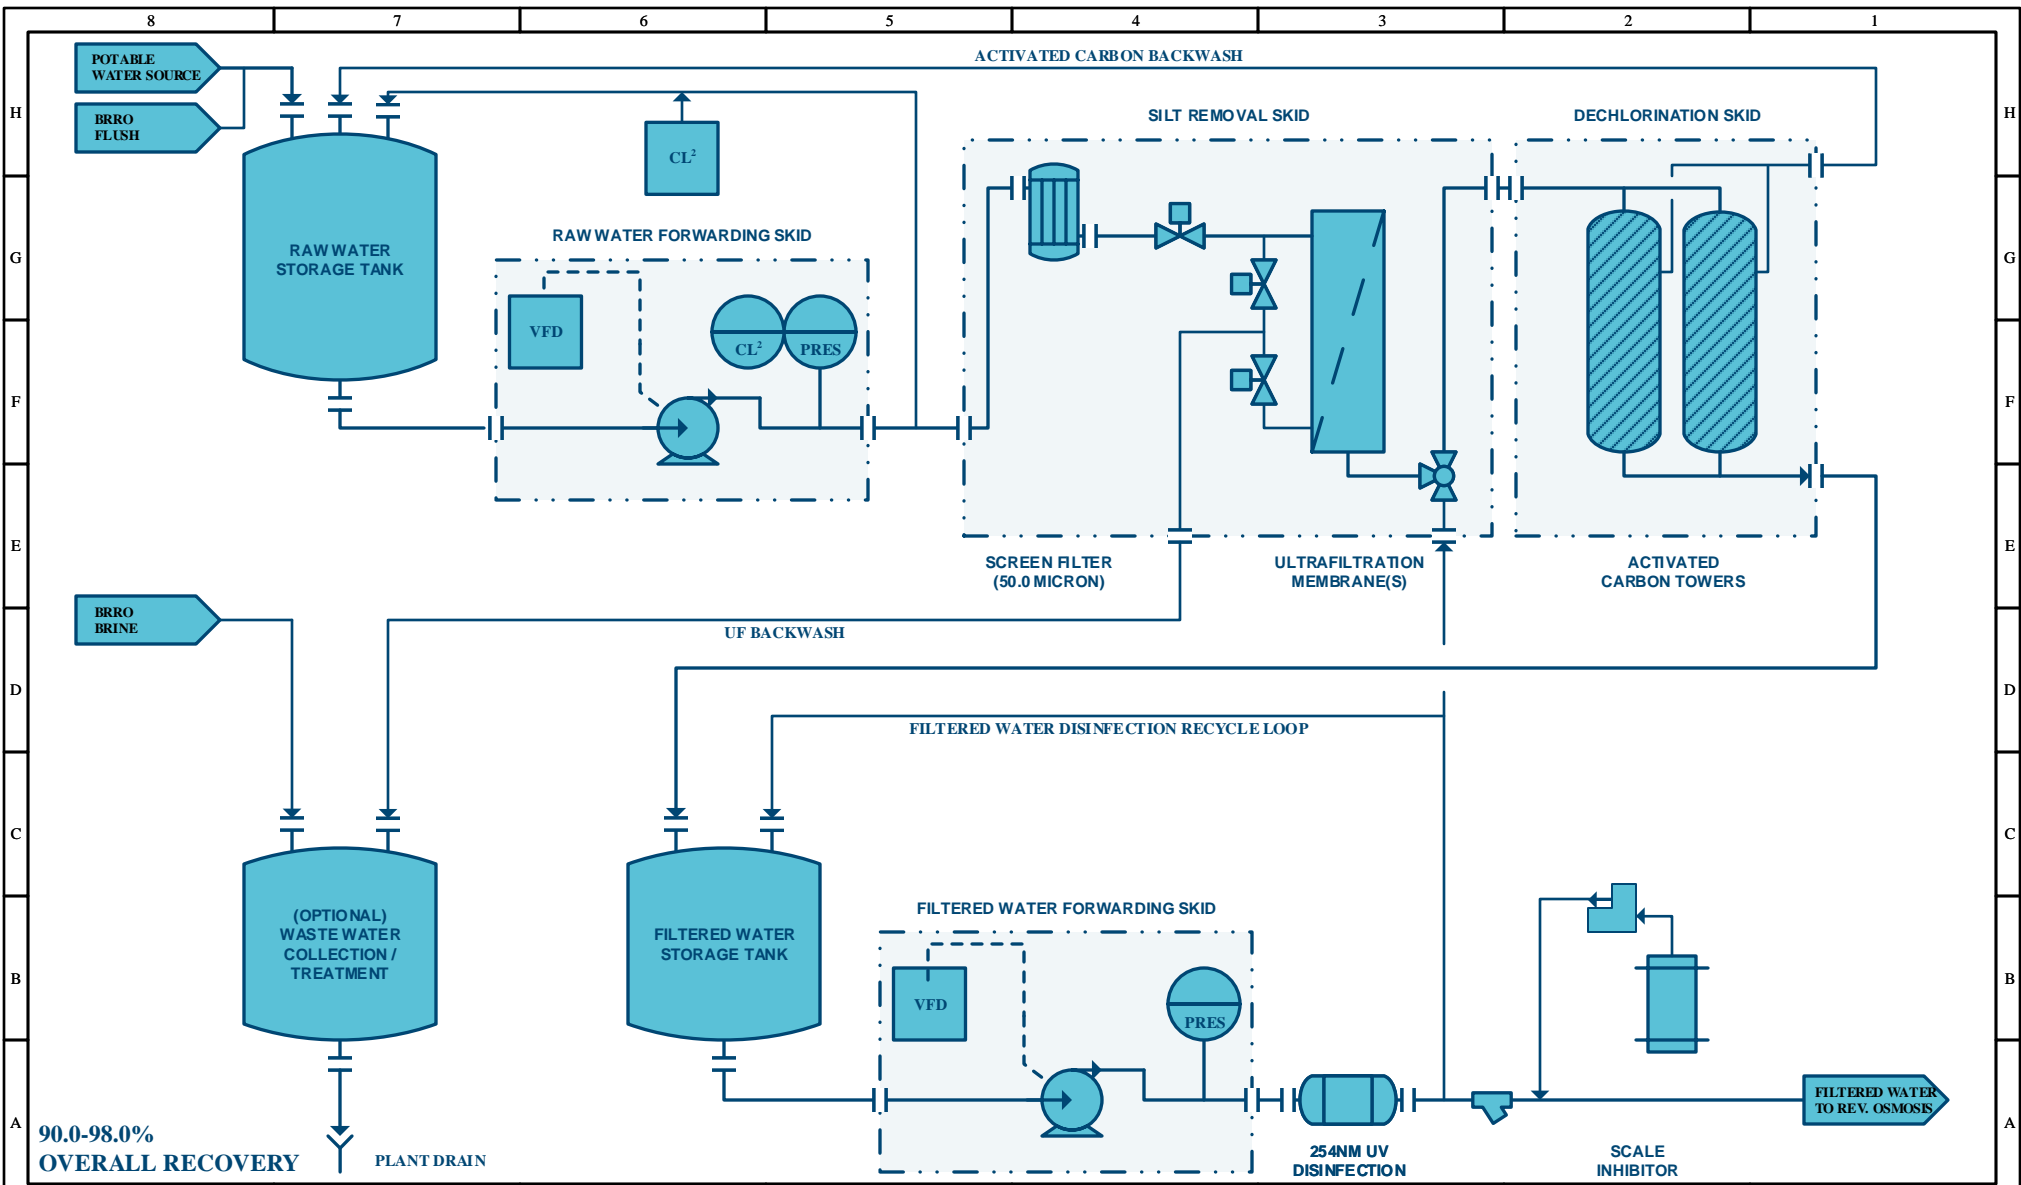 8 7 6 5 4 3 2 1
POTABLE
WATER SOURCE
ACTIVATED CARBON BACKWASH
H
H
BRRO
FLUSH
SILT REMOVAL SKID
DECHLORINATION SKID
CL²
RAW WATER
STORAGE TANK
RAW WATER FORWARDING SKID
G
G
VFD
CL²
PRES
F
F
E
E
SCREEN FILTER
(50.0 MICRON)
ULTRAFILTRATION
MEMBRANE(S)
ACTIVATED
CARBON TOWERS
BRRO
BRINE
UF BACKWASH
D
D
FILTERED WATER DISINFECTION RECYCLE LOOP
C
C
(OPTIONAL)
WASTE WATER
COLLECTION /
TREATMENT
FILTERED WATER
STORAGE TANK
FILTERED WATER FORWARDING SKID
B
B
VFD
PRES
FILTERED WATER
TO REV. OSMOSIS
A
A
90.0-98.0%
OVERALL RECOVERY
PLANT DRAIN
254NM UV
DISINFECTION
SCALE
INHIBITOR